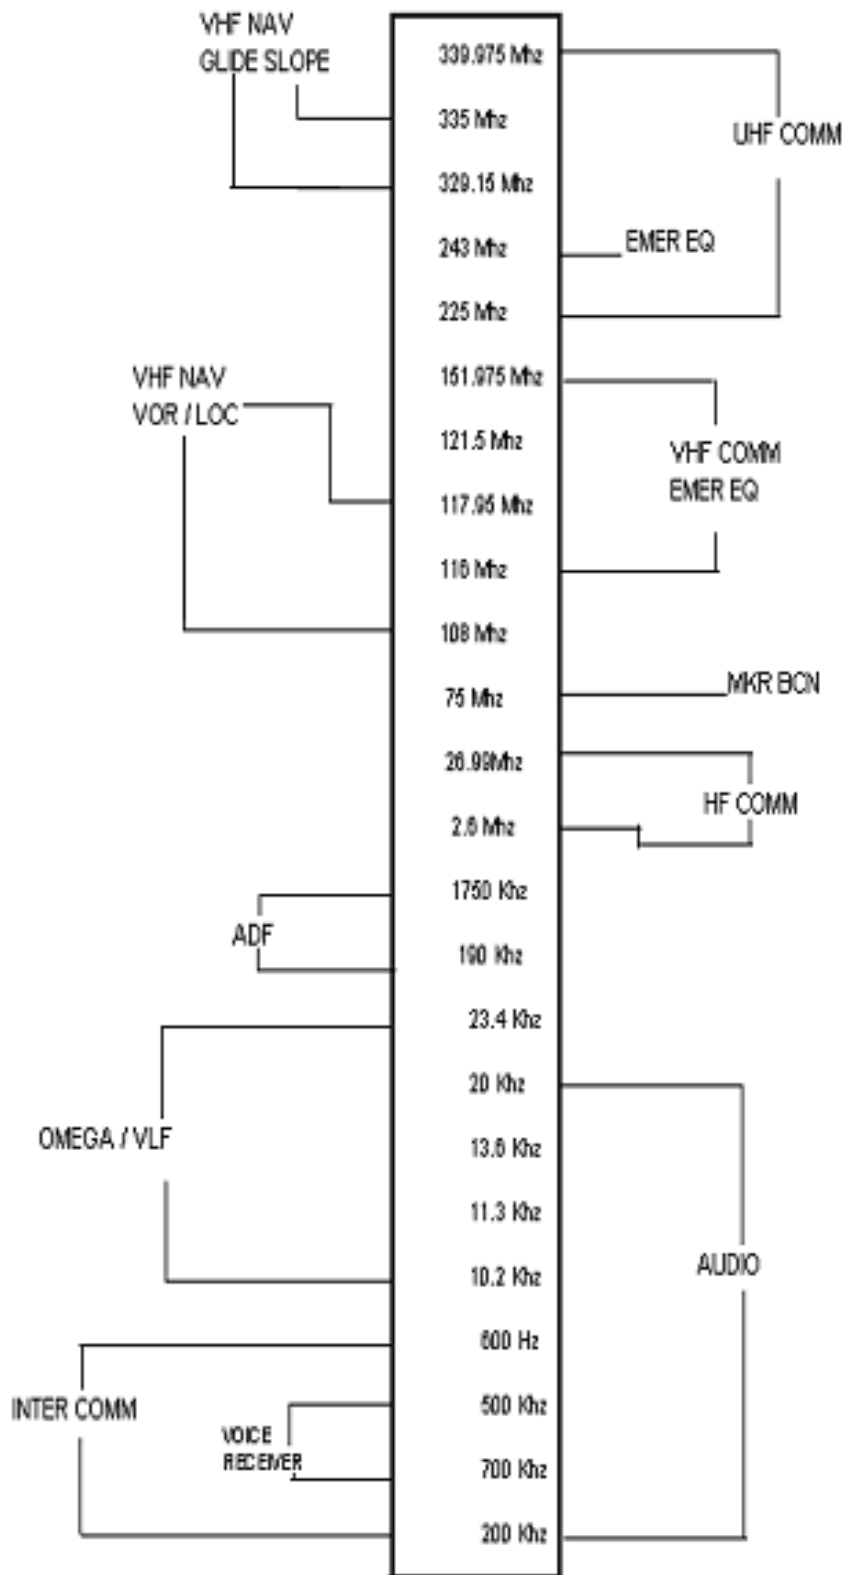 VHF NAV
GLIDE SLOPE
339.975 Mhz
335 Mhz
UHF COMM
329.15 Mhz
243 Mhz
EMER EQ
225 Mhz
VHF NAV
VOR / LOC
151.975 Mhz
121.5 Mhz
VHF COMM
EMER EQ
117.95 Mhz
116 Mhz
108 Mhz
75 Mhz
MKR BCN
26.99Mhz
HF COMM
2.6 Mhz
1750 Khz
ADF
190 Khz
23.4 Khz
20 Khz
OMEGA / VLF
13.6 Khz
11.3 Khz
10.2 Khz
AUDIO
600 Hz
INTER COMM
500 Khz
VOICE
RECEIVER
700 Khz
200 Khz